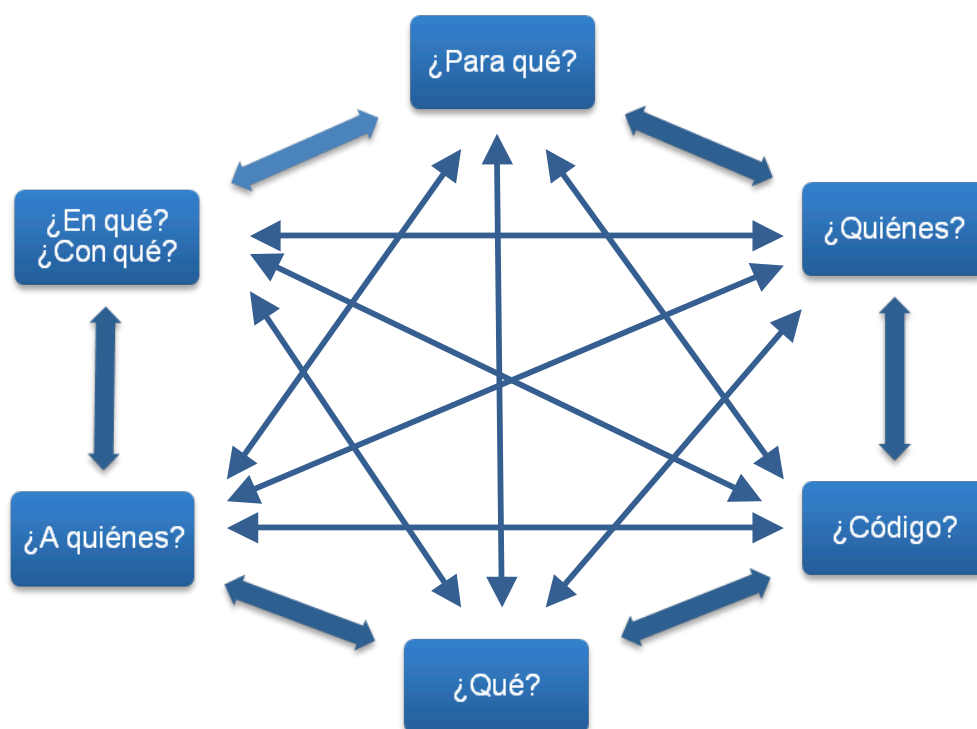 ¿Para qué?
¿En qué?
¿Con qué?
¿Quiénes?
¿A quiénes?
¿Código?
¿Qué?